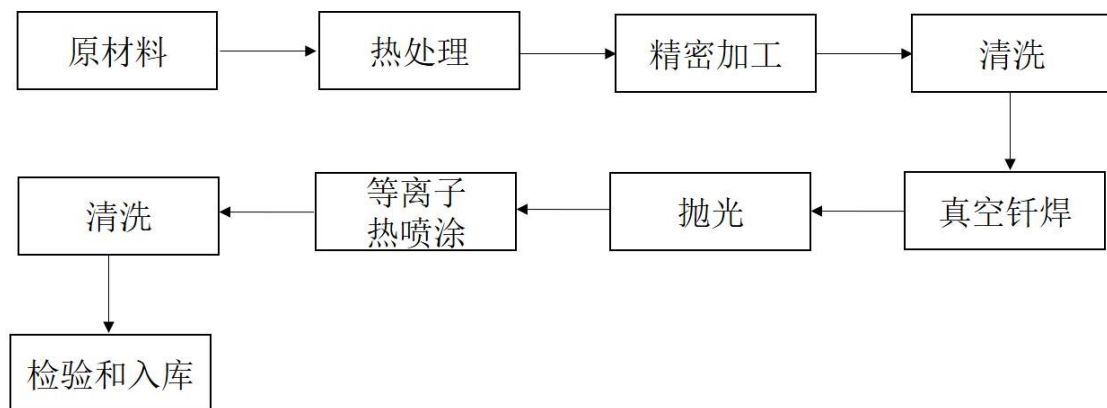 原材料
热处理
精密加工
清洗
真空钎焊
抛光
等离子
热喷涂
清洗
检验和入库